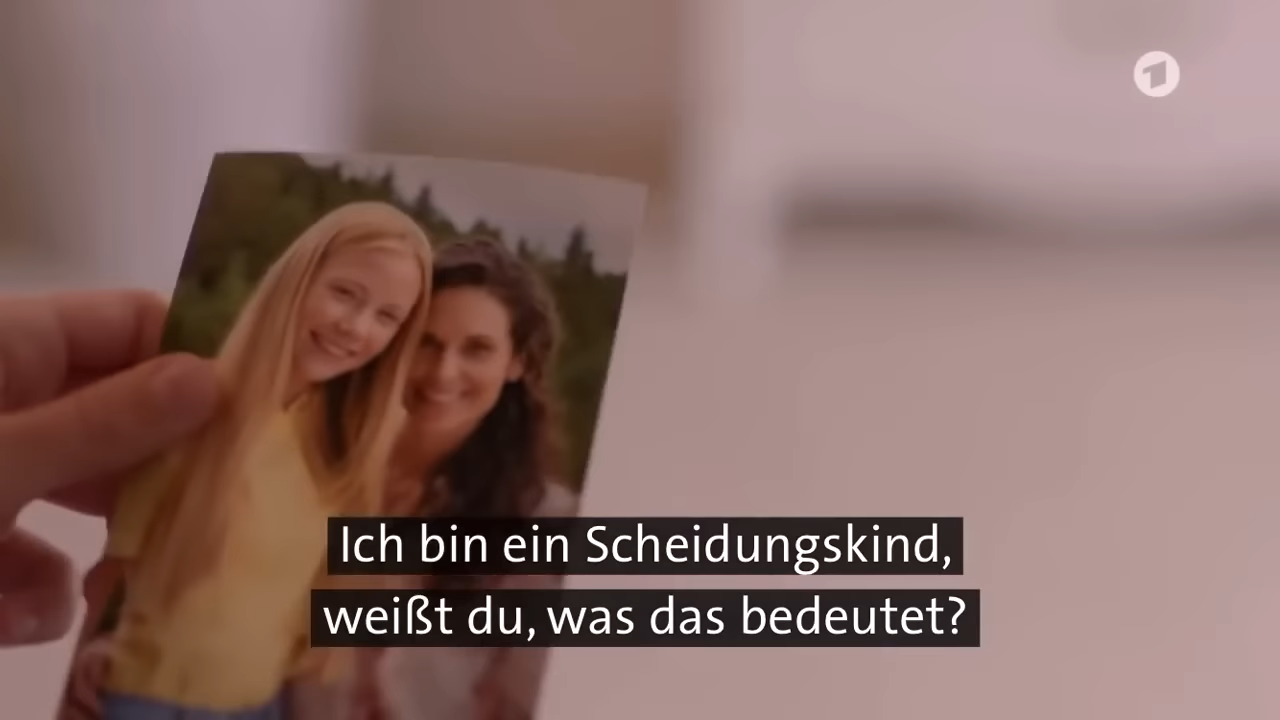 Ich bin ein Scheidungskind,
weißt du, was das bedeutet?